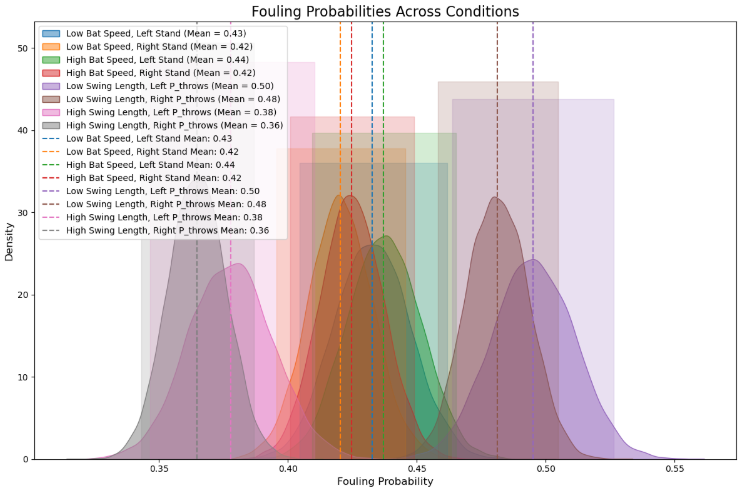 Fouling Probabilities Across Conditions
Low Bat Speed, Left Stand (Mean = 0.43)
Low Bat Speed, Right Stand (Mean = 0.42)
High Bat Speed, Left Stand (Mean = 0.44)
High Bat Speed, Right Stand (Mean = 0.42)
Low Swing Length, Left P_throws (Mean = 0.50)
Low Swing Length, Right P_throws (Mean = 0.48)
High Swing Length, Left P_throws (Mean = 0.38)
High Swing Length, Right P_throws (Mean = 0.36)
Low Bat Speed, Left Stand Mean: 0.43
Low Bat Speed, Right Stand Mean: 0.42
High Bat Speed, Left Stand Mean: 0.44
High Bat Speed, Right Stand Mean: 0.42
Low Swing Length, Left P_throws Mean: 0.50
Low Swing Length, Right P_throws Mean: 0.48
High Swing Length, Left P_throws Mean: 0.38
High Swing Length, Right P_throws Mean: 0.36
Density
50
40
30
20
10
0
0.35 0.40 0.45 0.50 0.55
Fouling Probability